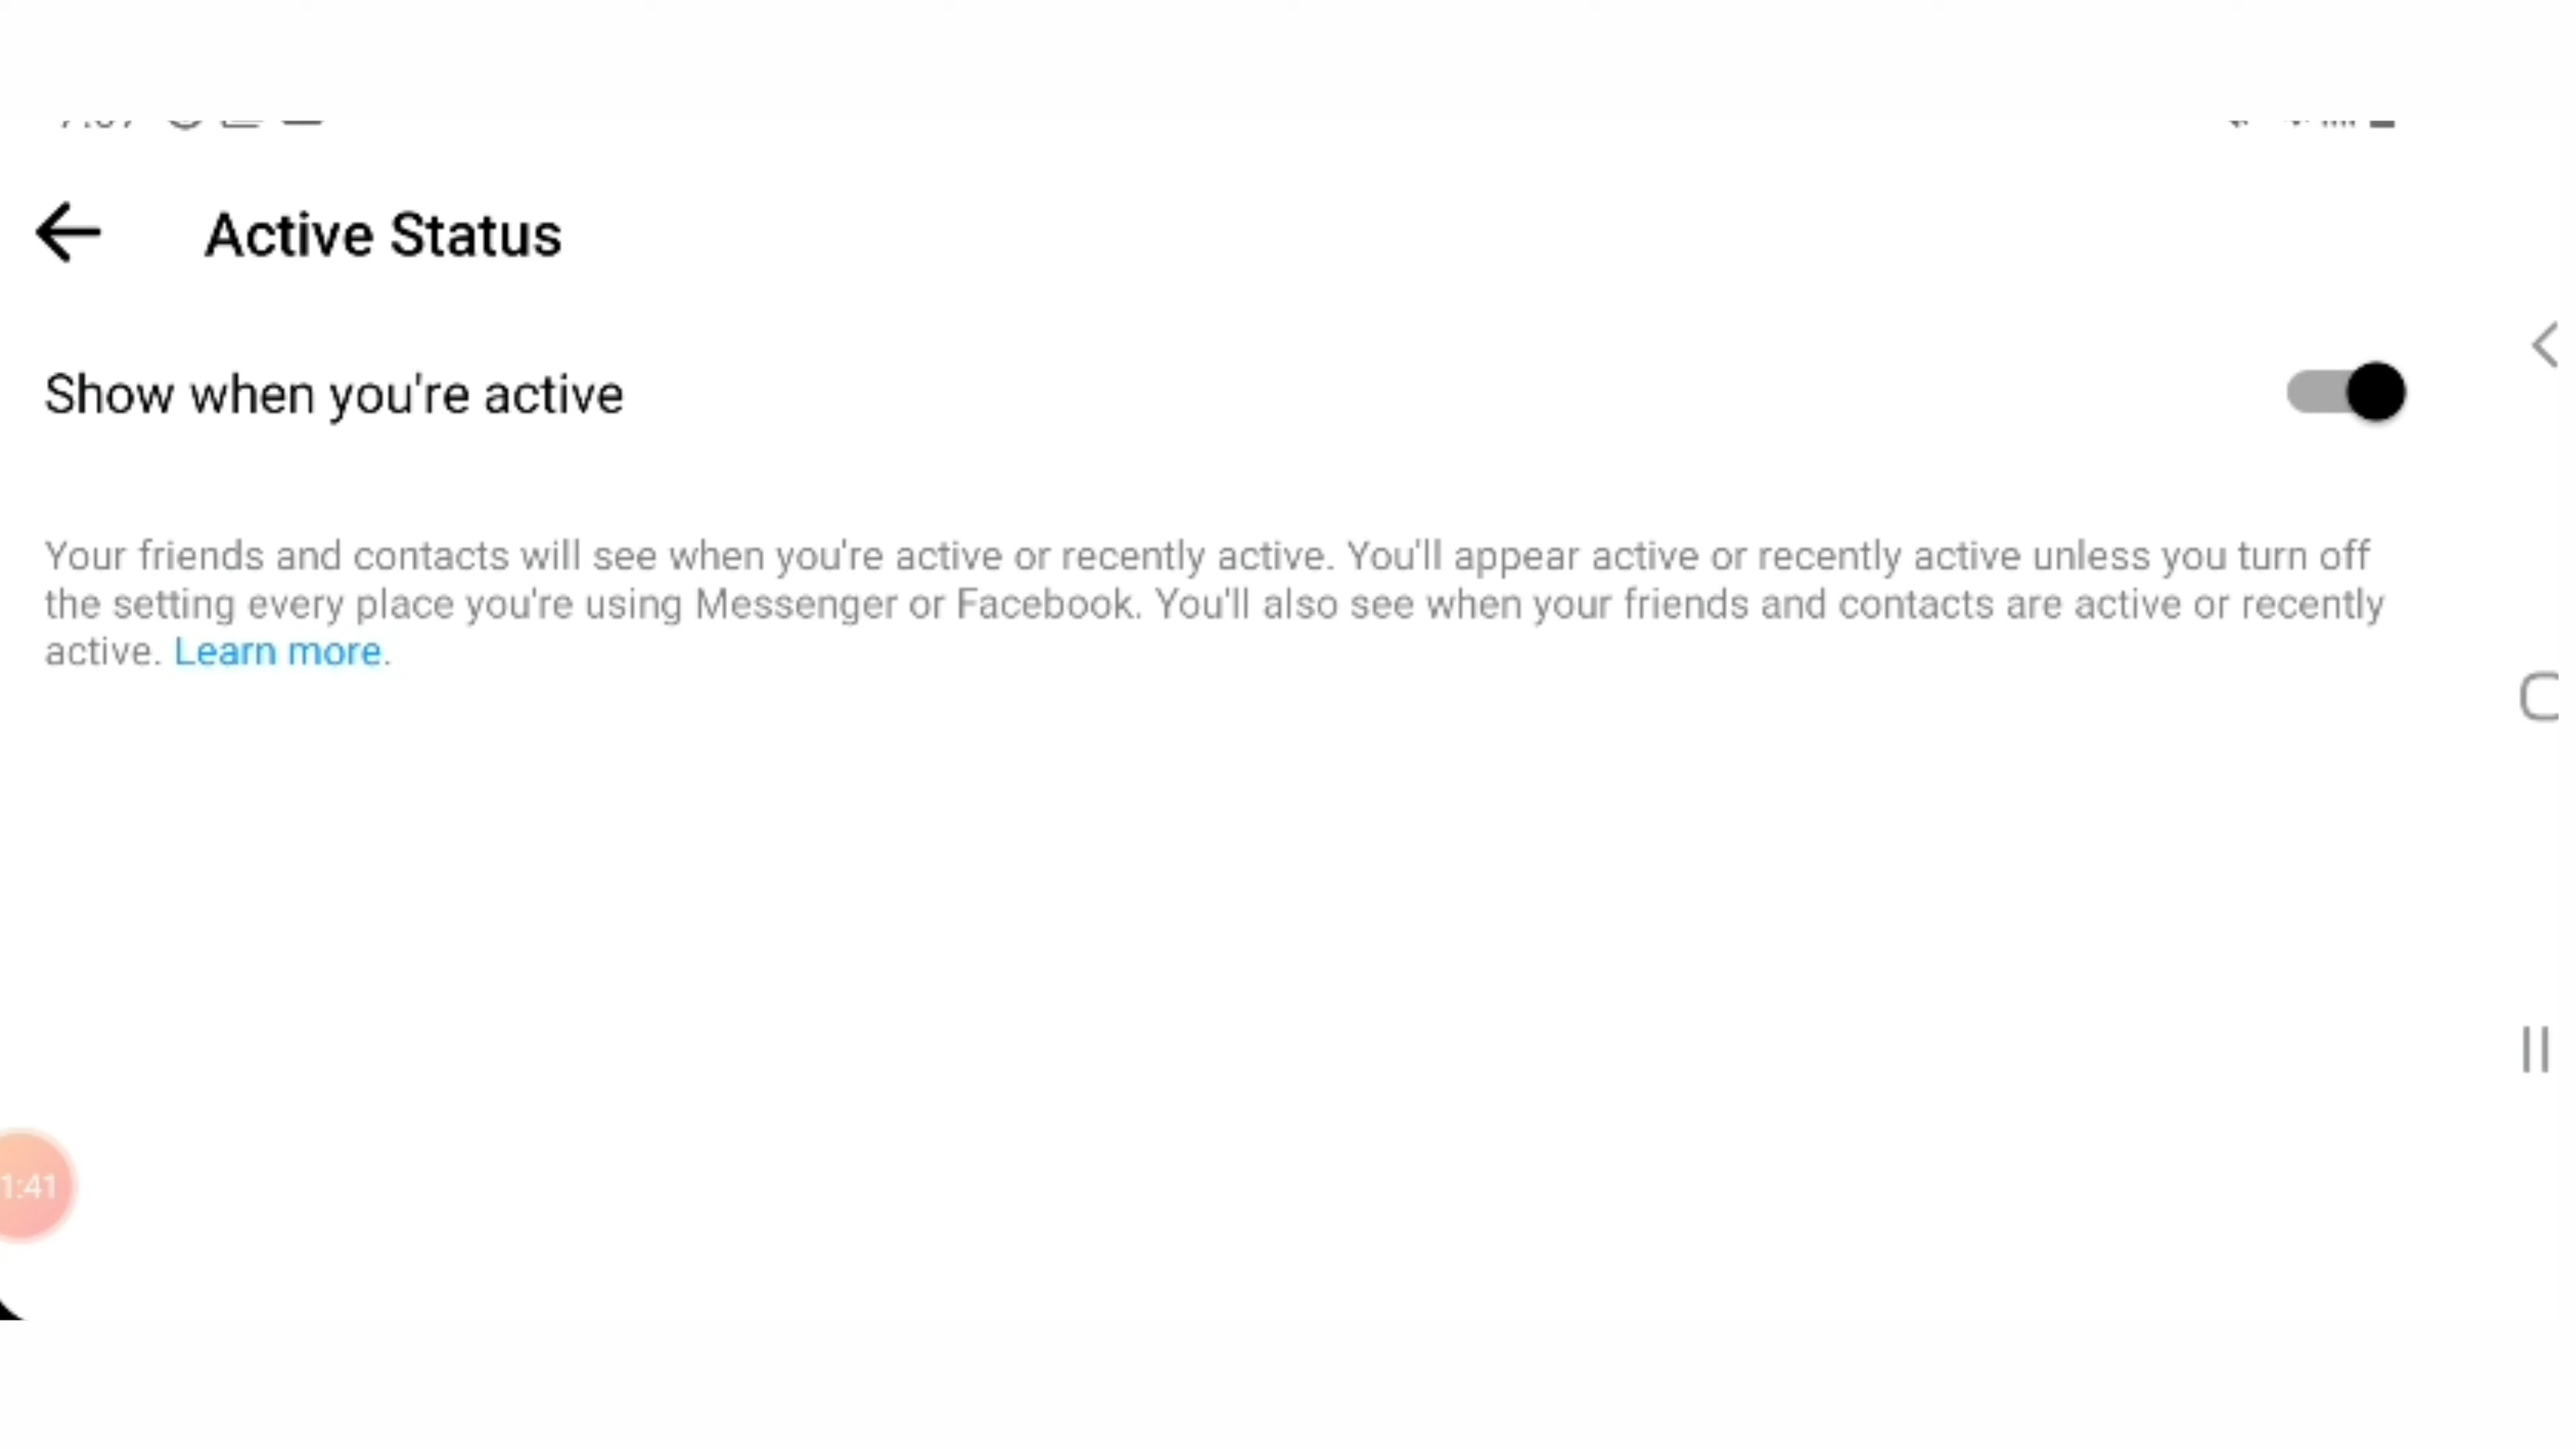 Active Status
Show when you're active
Your friends and contacts will see when you're active or recently active. You'll appear active or recently active unless you turn off
the setting every place you're using Messenger or Facebook. You'll also see when your friends and contacts are active or recently
active. Learn more.
1:41